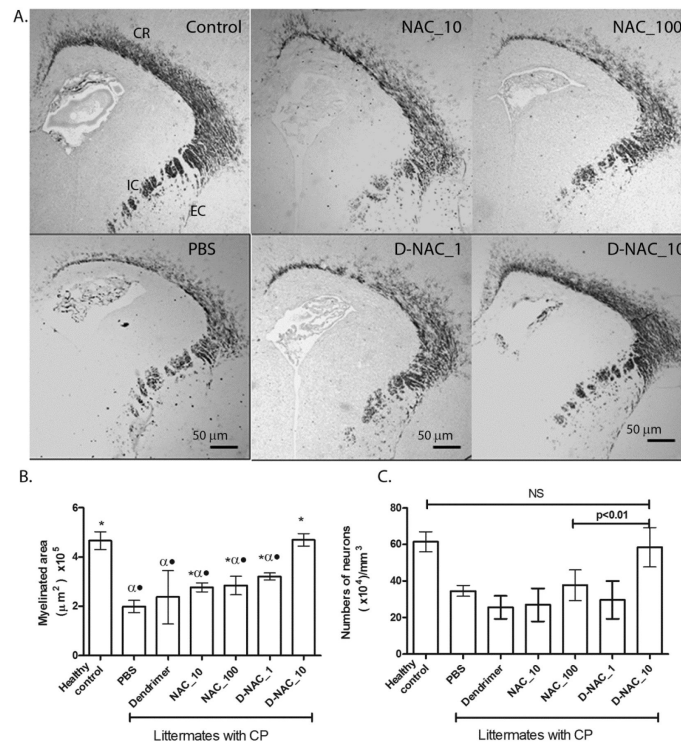 A.
Control
NAC_10
NAC_100
CR
IC
EC
PBS
D-NAC_1
D-NAC_10
50 μm
50 μm
50 μm
B.
Myelinated area
(μm²) x10⁵
6
4
2
0
*
α●
α●
*α●
*α●
*α●
*
Healthy
control
PBS
Dendrimer
NAC_10
NAC_100
D-NAC_1
D-NAC_10
Littermates with CP
C.
Numbers of neurons
(x10⁴)/mm³
80
60
40
20
0
NS
p<0.01
Healthy
control
PBS
Dendrimer
NAC_10
NAC_100
D-NAC_1
D-NAC_10
Littermates with CP